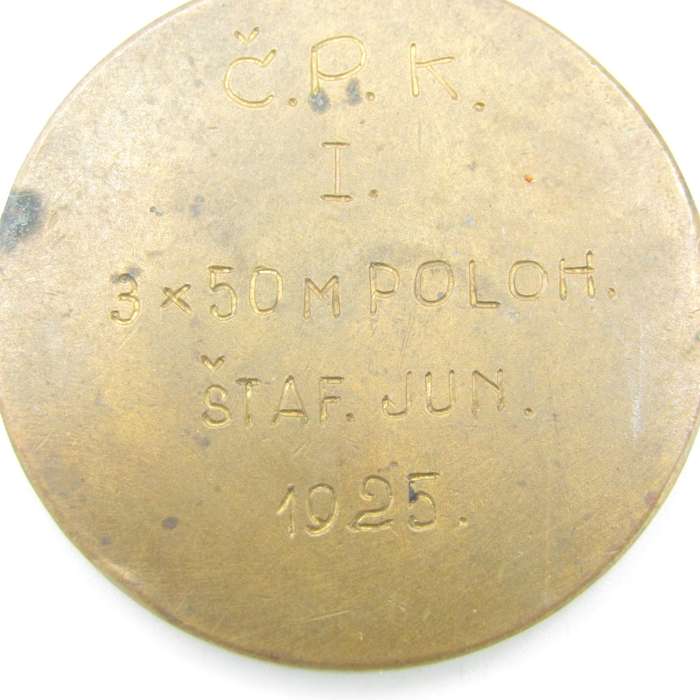 Č.P.K.
I.
3×50M POLOH.
ŠTAF. JUN.
1925.